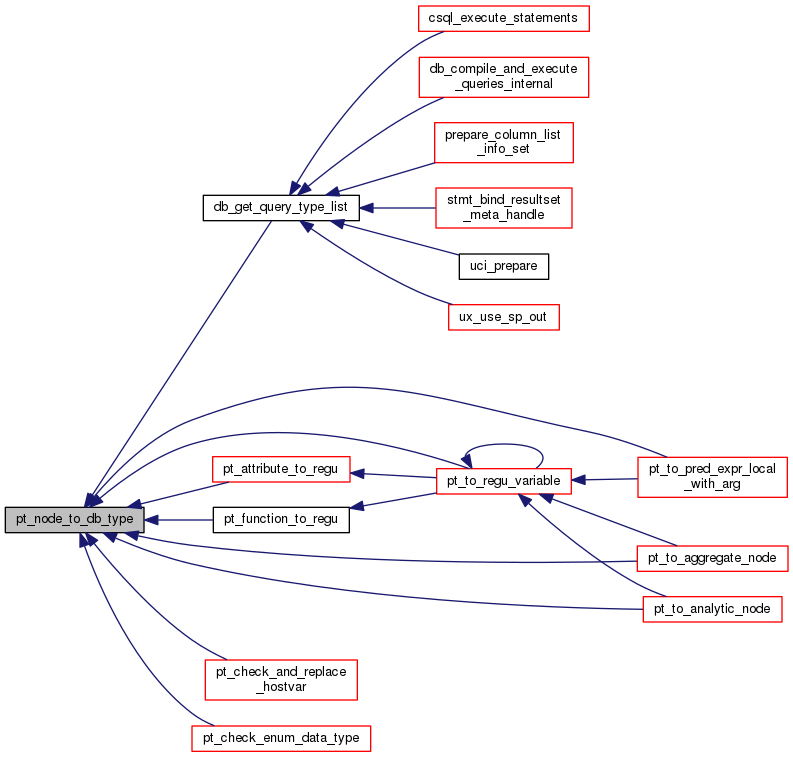 csql_execute_statements
db_compile_and_execute
_queries_internal
prepare_column_list
_info_set
db_get_query_type_list
stmt_bind_resultset
_meta_handle
uci_prepare
ux_use_sp_out
pt_attribute_to_regu
pt_to_regu_variable
pt_to_pred_expr_local
_with_arg
pt_node_to_db_type
pt_function_to_regu
pt_to_aggregate_node
pt_to_analytic_node
pt_check_and_replace
_hostvar
pt_check_enum_data_type